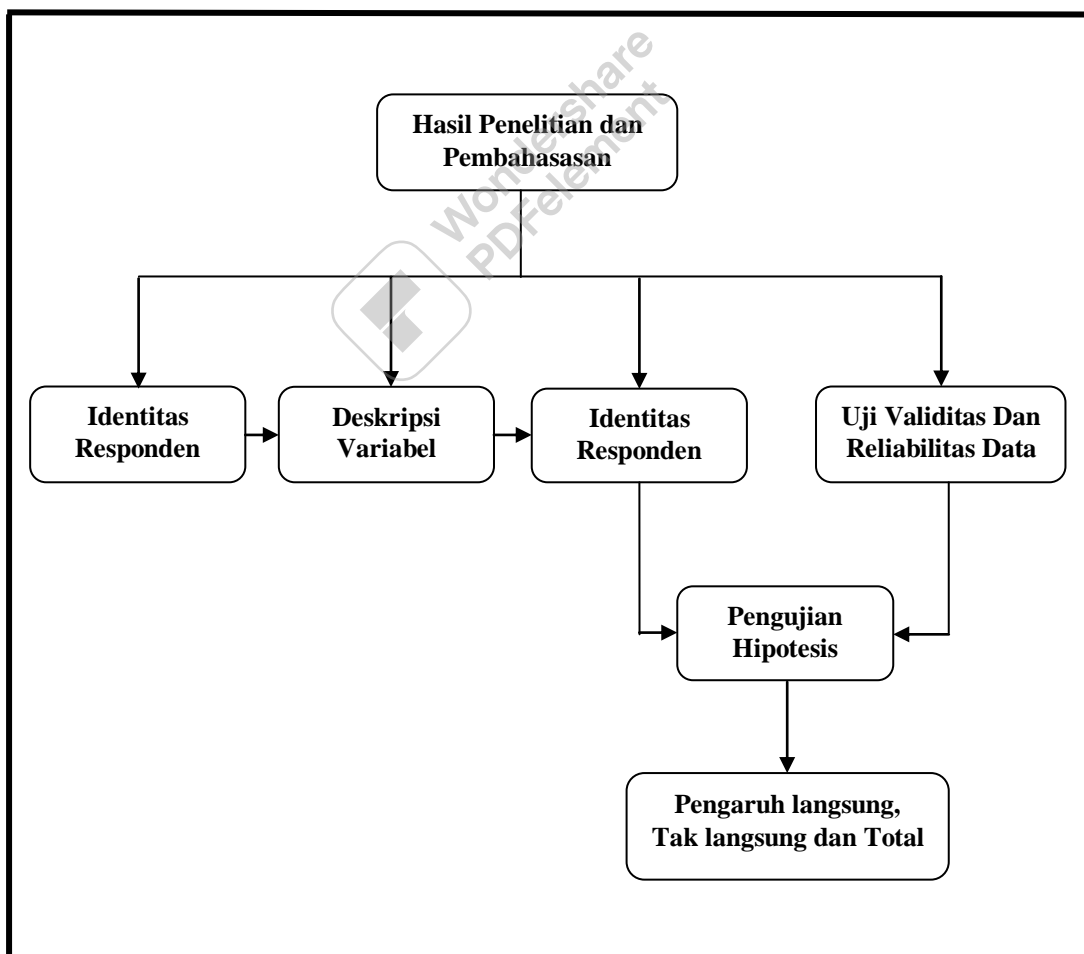 Wondershare
PDFelement
Hasil Penelitian dan
Pembahasasan
Identitas
Responden
Deskripsi
Variabel
Identitas
Responden
Uji Validitas Dan
Reliabilitas Data
Pengujian
Hipotesis
Pengaruh langsung,
Tak langsung dan Total